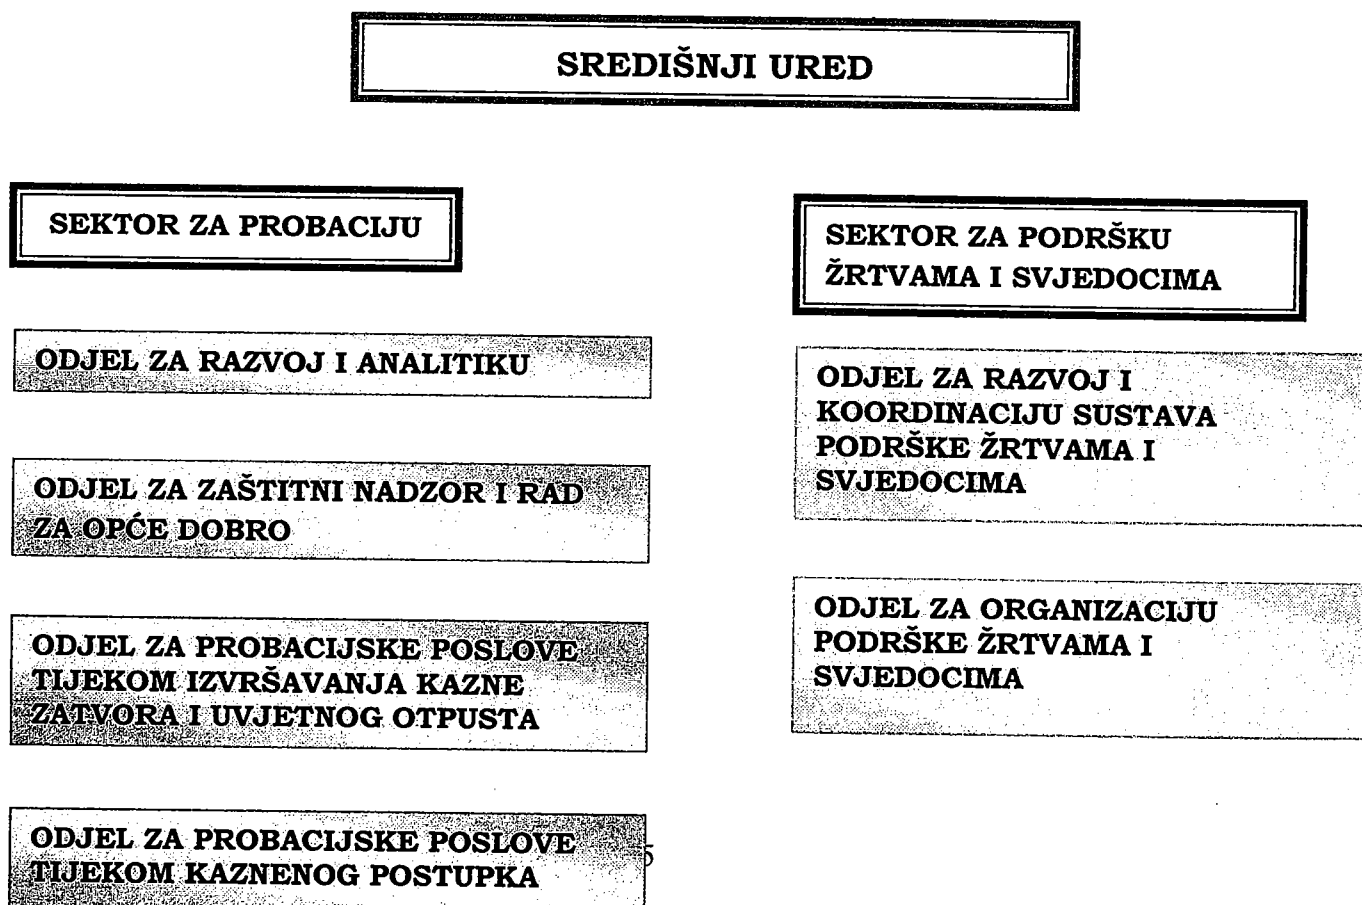 SREDIŠNJI URED
SEKTOR ZA PROBACIJU
ODJEL ZA RAZVOJ I ANALITIKU
ODJEL ZA ZAŠTITNI NADZOR I RAD
ZA OPĆE DOBRO
ODJEL ZA PROBACIJSKE POSLOVE
TIJEKOM IZVRŠAVANJA KAZNE
ZATVORA I UVJETNOG OTPUSTA
ODJEL ZA PROBACIJSKE POSLOVE
TIJEKOM KAZNENOG POSTUPKA
SEKTOR ZA PODRŠKU
ŽRTVAMA I SVJEDOCIMA
ODJEL ZA RAZVOJ I
KOORDINACIJU SUSTAVA
PODRŠKE ŽRTVAMA I
SVJEDOCIMA
ODJEL ZA ORGANIZACIJU
PODRŠKE ŽRTVAMA I
SVJEDOCIMA
5